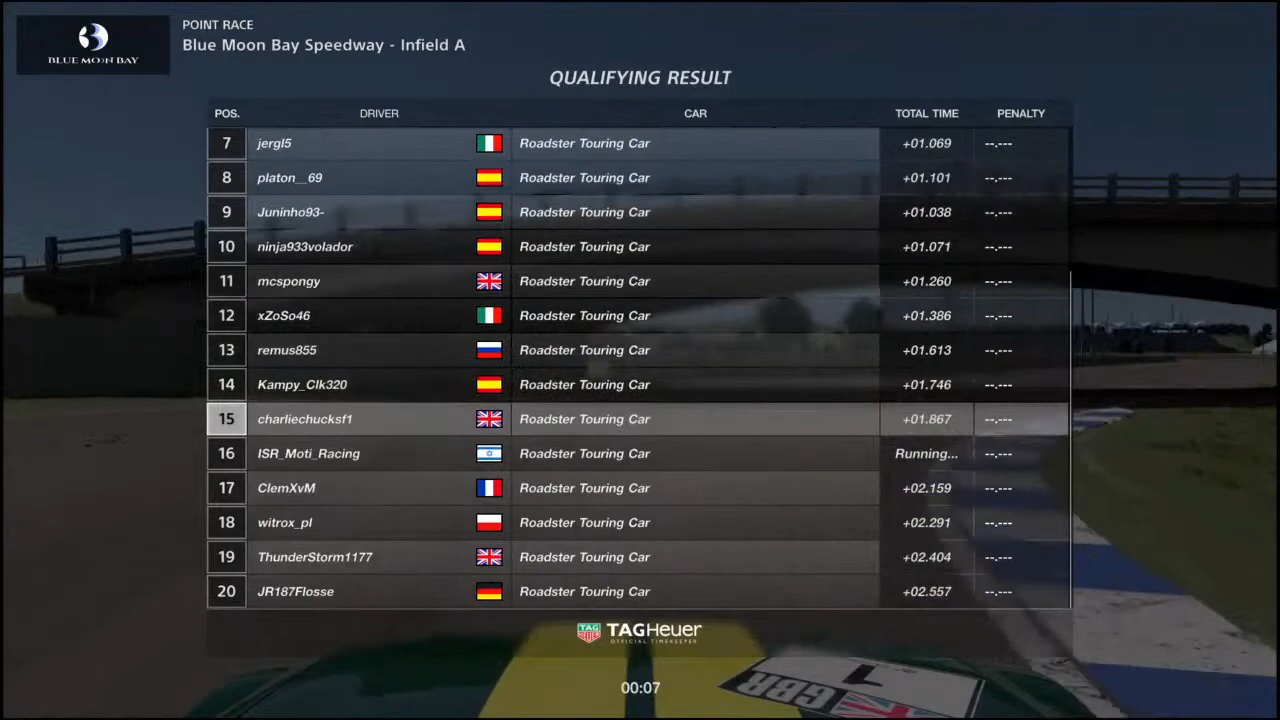 POINT RACE
Blue Moon Bay Speedway - Infield A
BLUE MOON BAY
QUALIFYING RESULT
POS. DRIVER CAR TOTAL TIME PENALTY
7 jergl5 Roadster Touring Car +01.069 --.---
8 platon__69 Roadster Touring Car +01.101 --.---
9 Juninho93- Roadster Touring Car +01.038 --.---
10 ninja933volador Roadster Touring Car +01.071 --.---
11 mcspongy Roadster Touring Car +01.260 --.---
12 xZoSo46 Roadster Touring Car +01.386 --.---
13 remus855 Roadster Touring Car +01.613 --.---
14 Kampy_Clk320 Roadster Touring Car +01.746 --.---
15 charliechucksf1 Roadster Touring Car +01.867 --.---
16 ISR_Moti_Racing Roadster Touring Car Running... --.---
17 ClemXvM Roadster Touring Car +02.159 --.---
18 witrox_pl Roadster Touring Car +02.291 --.---
19 ThunderStorm1177 Roadster Touring Car +02.404 --.---
20 JR187Flosse Roadster Touring Car +02.557 --.---
TAG HEUER TAGHeuer
OFFICIAL TIMEKEEPER
00:07
1
GBR